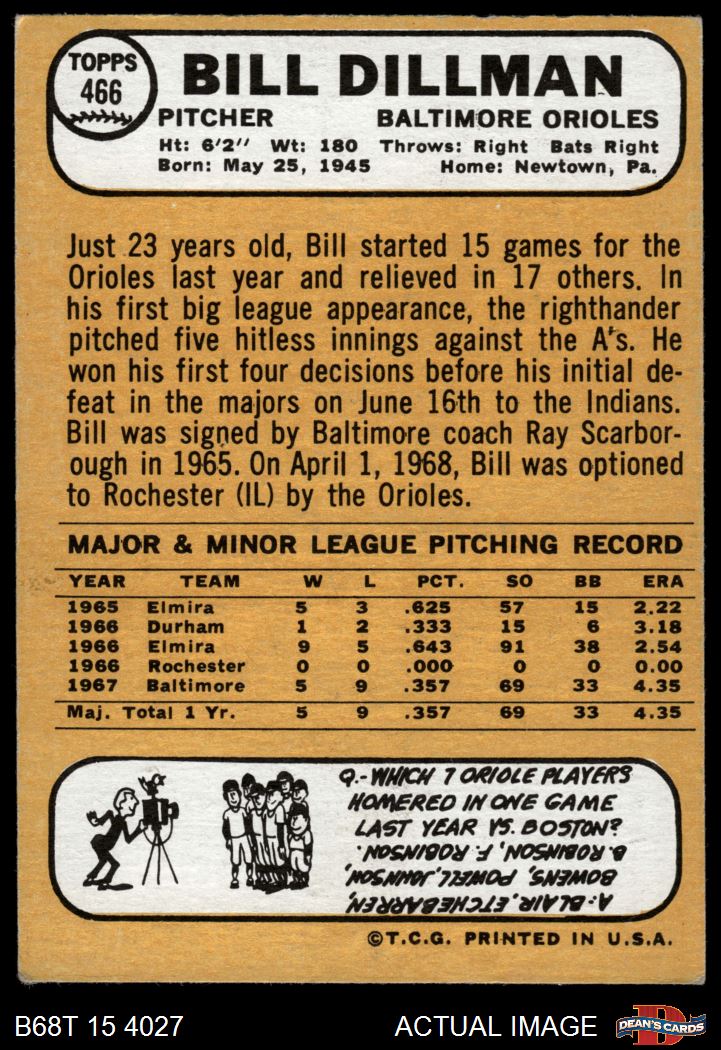 TOPPS
466
BILL DILLMAN
PITCHER BALTIMORE ORIOLES
Ht: 6'2" Wt: 180 Throws: Right Bats Right
Born: May 25, 1945 Home: Newtown, Pa.
Just 23 years old, Bill started 15 games for the
Orioles last year and relieved in 17 others. In
his first big league appearance, the righthander
pitched five hitless innings against the A's. He
won his first four decisions before his initial de-
feat in the majors on June 16th to the Indians.
Bill was signed by Baltimore coach Ray Scarbor-
ough in 1965. On April 1, 1968, Bill was optioned
to Rochester (IL) by the Orioles.
MAJOR & MINOR LEAGUE PITCHING RECORD
YEAR TEAM W L PCT. SO BB ERA
1965 Elmira 5 3 .625 57 15 2.22
1966 Durham 1 2 .333 15 6 3.18
1966 Elmira 9 5 .643 91 38 2.54
1966 Rochester 0 0 .000 0 0 0.00
1967 Baltimore 5 9 .357 69 33 4.35
Maj. Total 1 Yr. 5 9 .357 69 33 4.35
Q.-WHICH 7 ORIOLE PLAYERS
HOMERED IN ONE GAME
LAST YEAR VS. BOSTON?
A: BLAIR, ETCHEBARREN,
BOWENS, POWELL, JOHNSON,
B. ROBINSON, F. ROBINSON.
©T.C.G. PRINTED IN U.S.A.
B68T 15 4027 ACTUAL IMAGE
DEAN'S CARDS